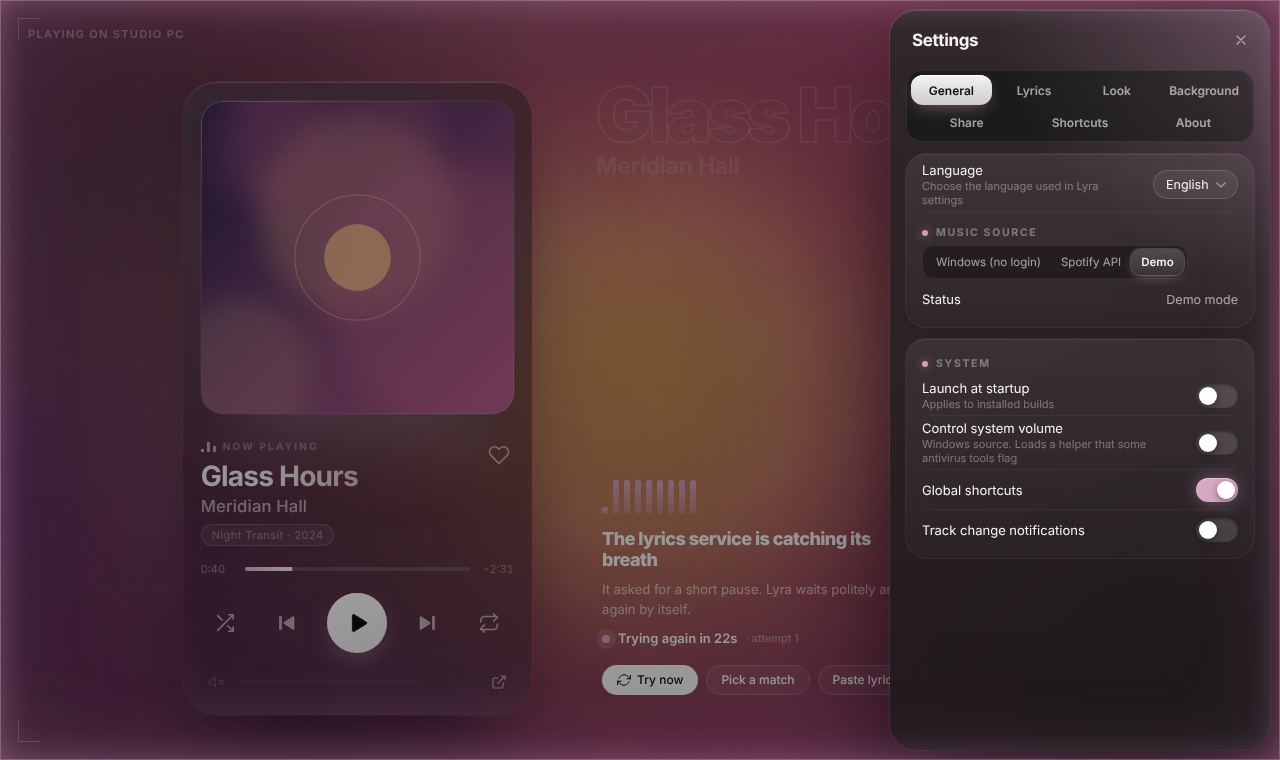 PLAYING ON STUDIO PC
NOW PLAYING
Glass Hours
Meridian Hall
Night Transit · 2024
0:40
-2:31
Glass Ho
Meridian Hall
The lyrics service is catching its
breath
It asked for a short pause. Lyra waits politely
again by itself.
Trying again in 22s · attempt 1
Try now
Pick a match
Paste lyric
Settings
General
Lyrics
Look
Background
Share
Shortcuts
About
Language
Choose the language used in Lyra
settings
English
MUSIC SOURCE
Windows (no login)
Spotify API
Demo
Status
Demo mode
SYSTEM
Launch at startup
Applies to installed builds
Control system volume
Windows source. Loads a helper that some
antivirus tools flag
Global shortcuts
Track change notifications